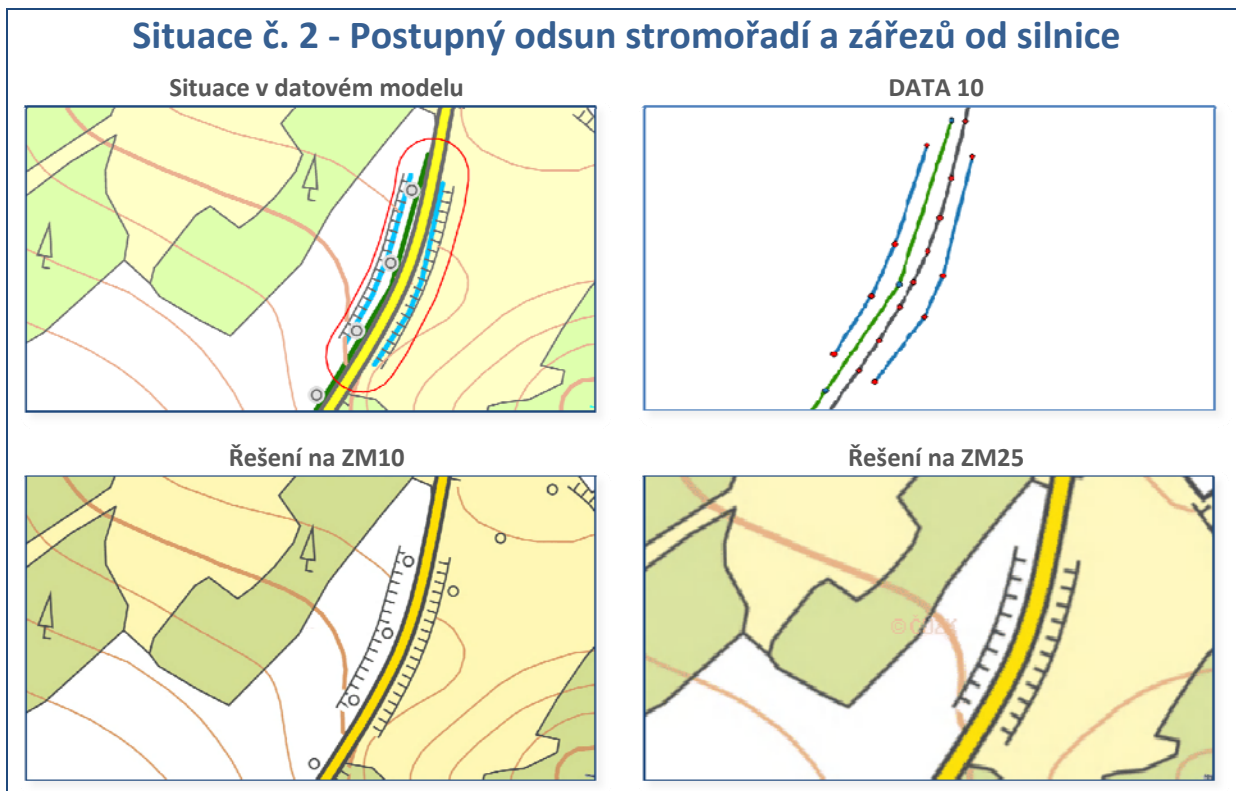 Situace č. 2 - Postupný odsun stromořadí a zářezů od silnice
Situace v datovém modelu
DATA 10
Řešení na ZM10
Řešení na ZM25
© ČÚZK